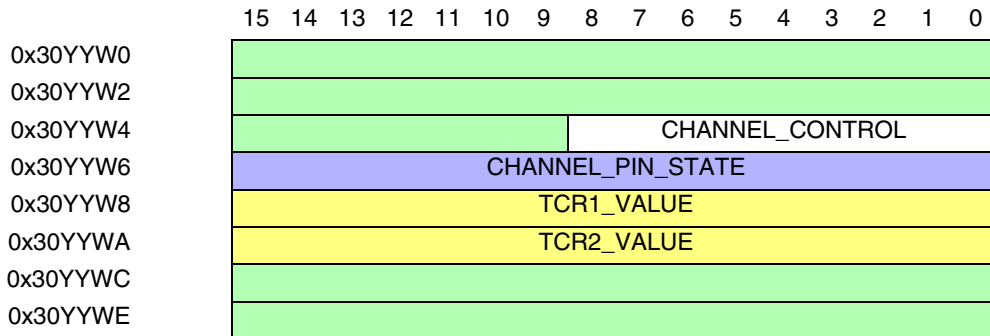 15 14 13 12 11 10 9 8 7 6 5 4 3 2 1 0
0x30YYW0
0x30YYW2
0x30YYW4 CHANNEL_CONTROL
0x30YYW6 CHANNEL_PIN_STATE
0x30YYW8 TCR1_VALUE
0x30YYWA TCR2_VALUE
0x30YYWC
0x30YYWE